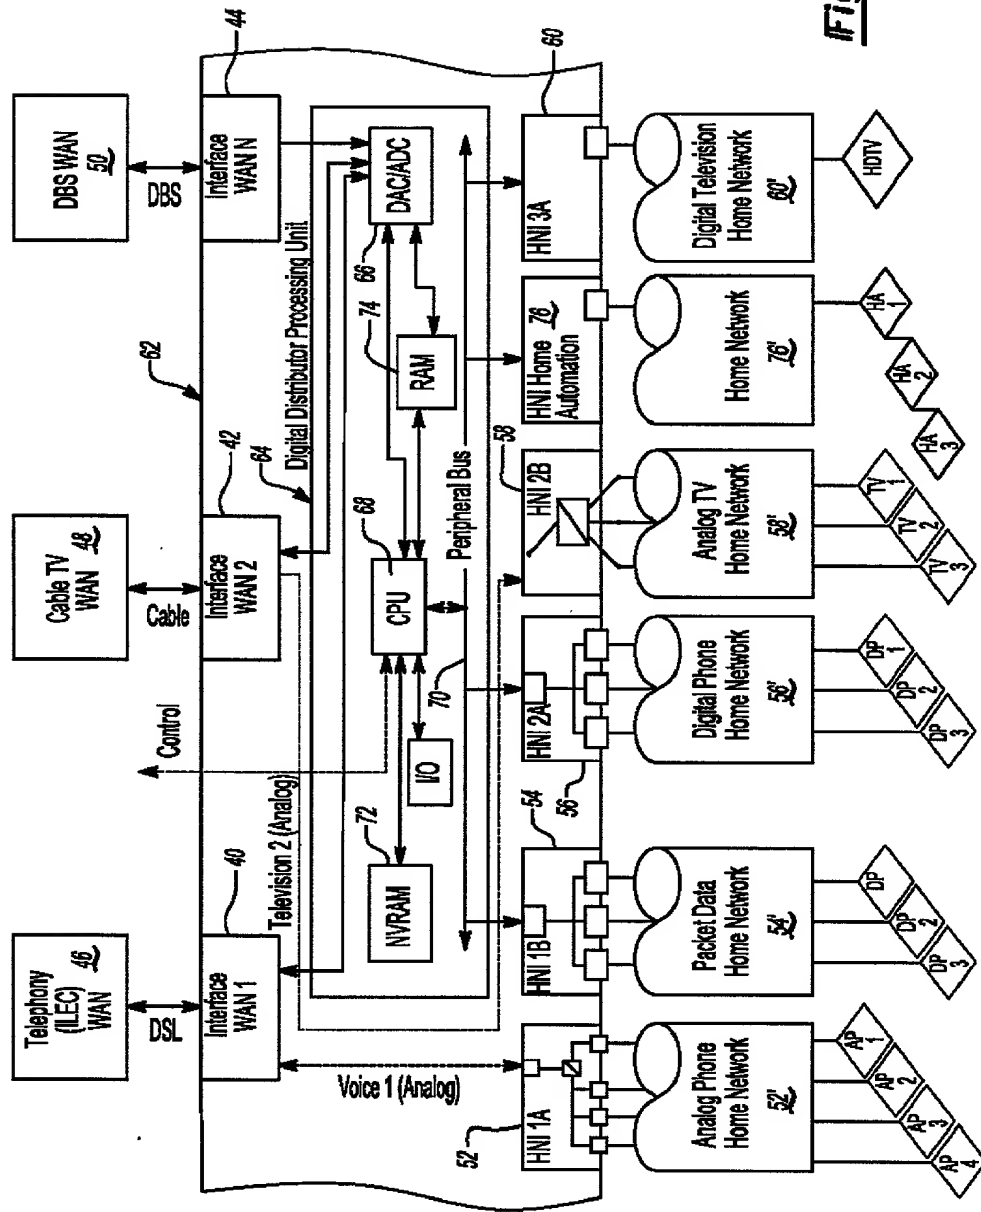 Telephony
(ILEC) 46
WAN
DSL
Cable TV 48
WAN
Cable
DBS WAN
50
DBS
62
Control
40
Interface
WAN 1
42
Interface
WAN 2
44
Interface
WAN N
Television 2 (Analog)
64
Digital Distributor Processing Unit
72
NVRAM
I/O
68
CPU
74
RAM
66
DAC/ADC
70
Peripheral Bus
Voice 1 (Analog)
52
HNI 1A
54
HNI 1B
56
HNI 2A
58
HNI 2B
HNI Home 76
Automation
60
HNI 3A
Analog Phone
Home Network
52'
Packet Data
Home Network
54'
Digital Phone
Home Network
56'
Analog TV
Home Network
58'
Home Network
76'
Digital Television
Home Network
60'
AP
1
AP
2
AP
3
AP
4
DP
DP
2
DP
3
DP
1
DP
2
DP
3
TV
1
TV
2
TV
3
HA
1
HA
2
HA
3
HDTV